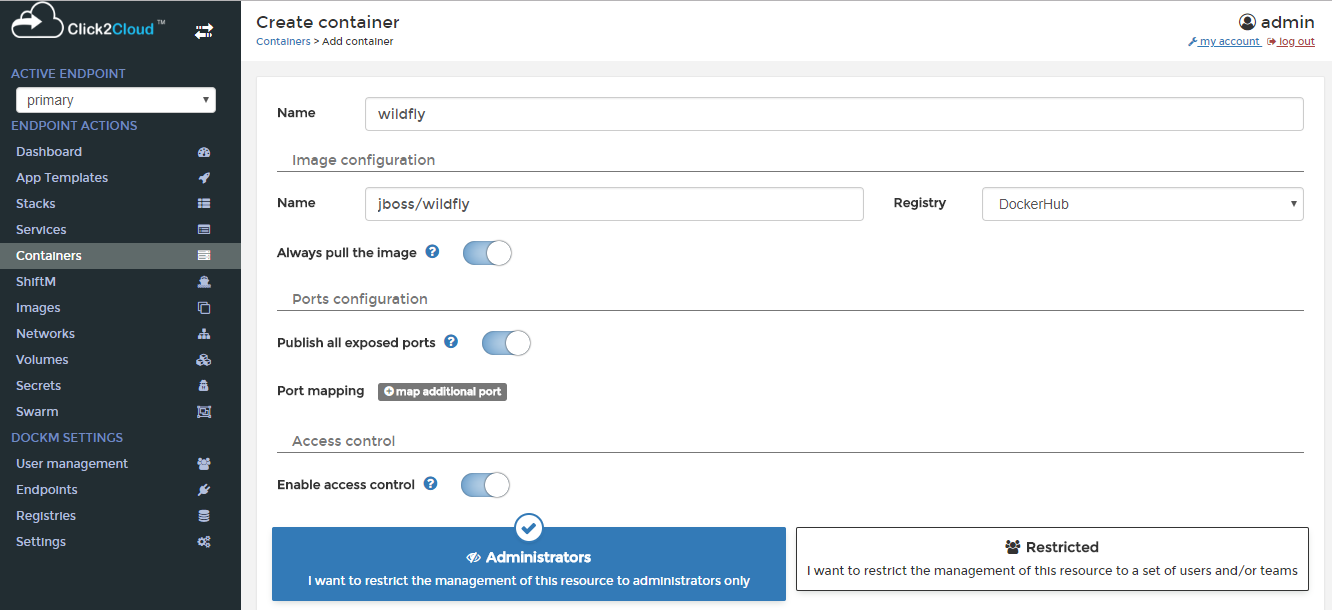 Click2Cloud™
ACTIVE ENDPOINT
primary
ENDPOINT ACTIONS
Dashboard
App Templates
Stacks
Services
Containers
ShiftM
Images
Networks
Volumes
Secrets
Swarm
DOCKM SETTINGS
User management
Endpoints
Registries
Settings
Create container
Containers > Add container
admin
my account log out
Name wildfly
Image configuration
Name jboss/wildfly Registry DockerHub
Always pull the image ?
Ports configuration
Publish all exposed ports ?
Port mapping map additional port
Access control
Enable access control ?
Administrators
I want to restrict the management of this resource to administrators only
Restricted
I want to restrict the management of this resource to a set of users and/or teams